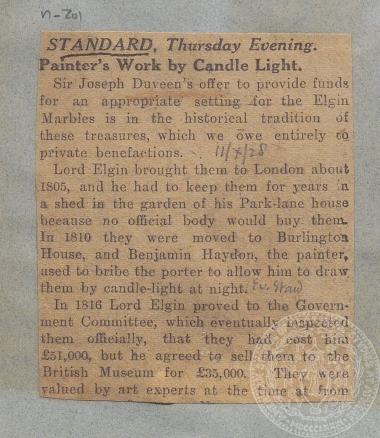 n-201
STANDARD, Thursday Evening.
Painter's Work by Candle Light.
Sir Joseph Duveen's offer to provide funds
for an appropriate setting for the Elgin
Marbles is in the historical tradition of
these treasures, which we owe entirely to
private benefactions. . 11/X/28
Lord Elgin brought them to London about
1805, and he had to keep them for years in
a shed in the garden of his Park-lane house
because no official body would buy them.
In 1810 they were moved to Burlington
House, and Benjamin Haydon, the painter,
used to bribe the porter to allow him to draw
them by candle-light at night. Ev. Stand
In 1816 Lord Elgin proved to the Govern-
ment Committee, which eventually inspected
them officially, that they had cost him
£51,000, but he agreed to sell them to the
British Museum for £35,000. They were
valued by art experts at the time at from